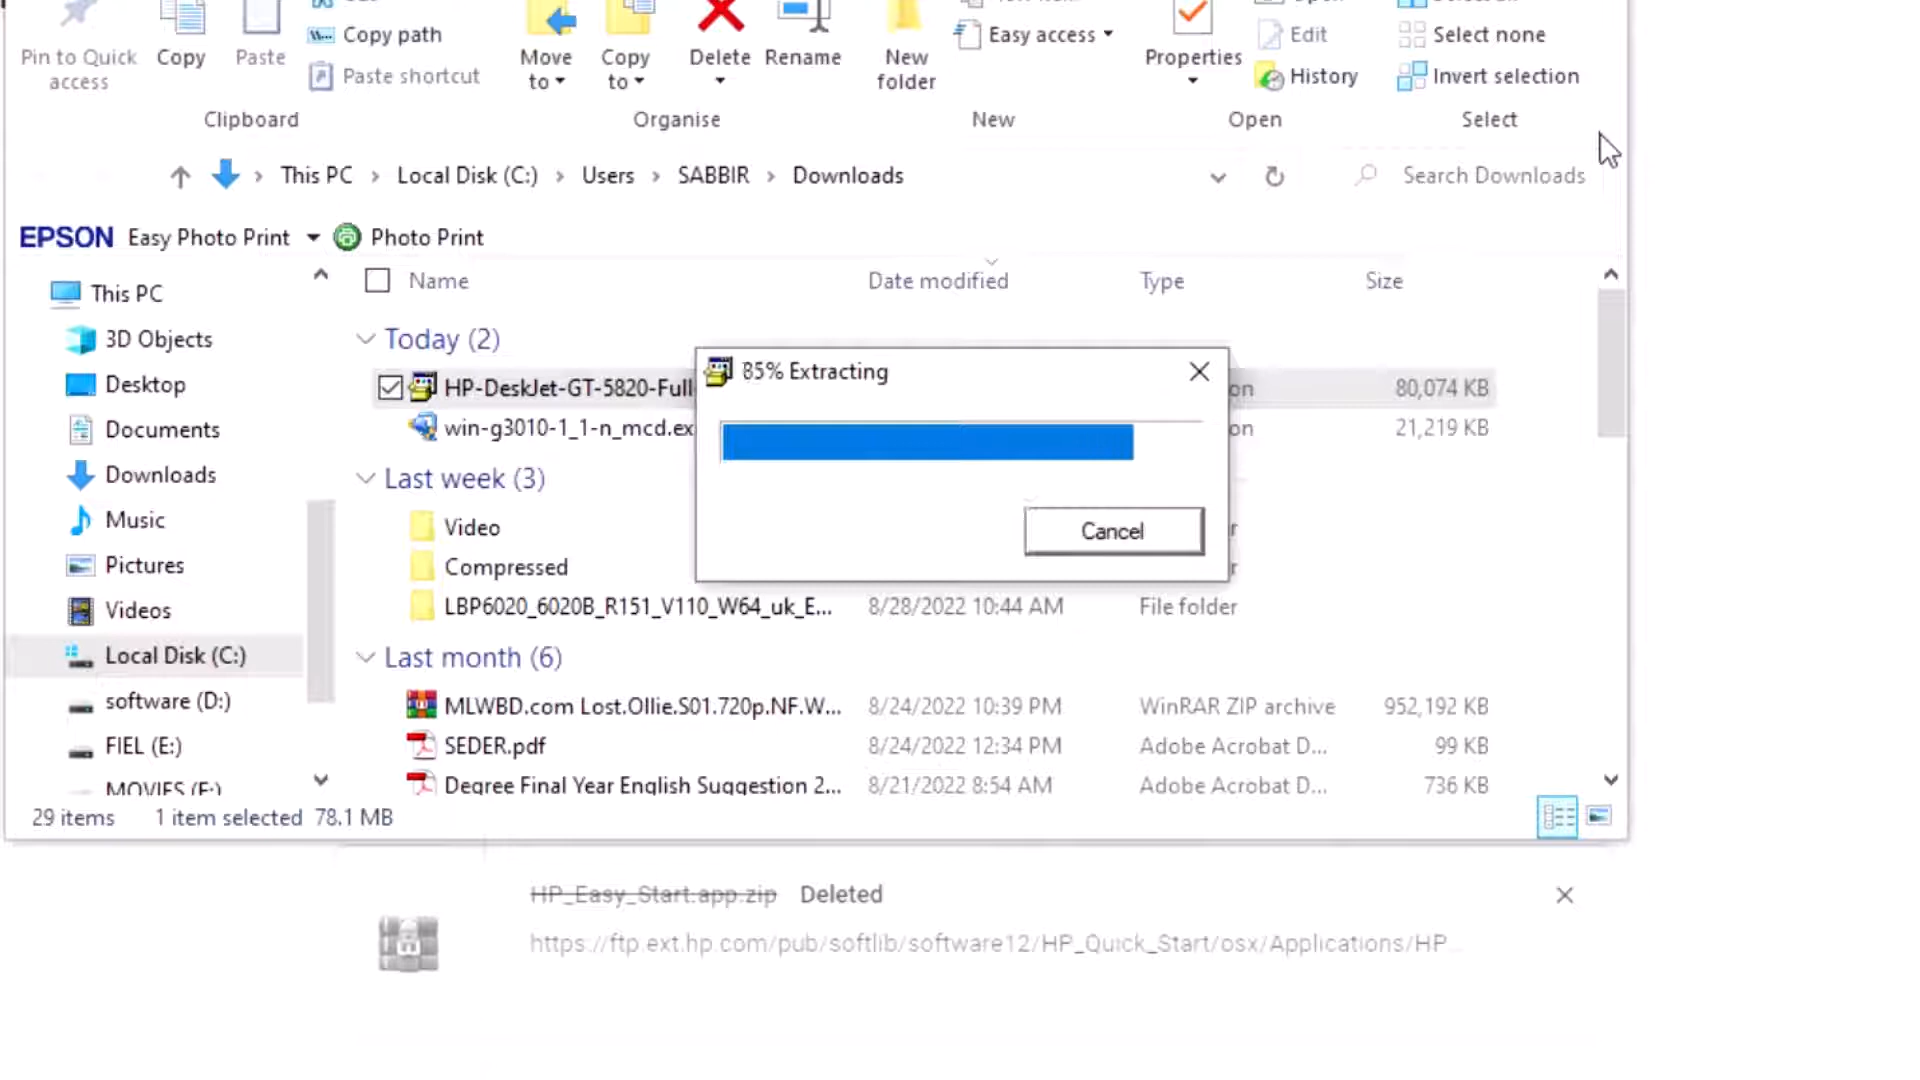 Pin to Quick access
Copy
Paste
Copy path
Paste shortcut
Move to
Copy to
Delete
Rename
New folder
Easy access
Properties
Edit
History
Select none
Invert selection
Clipboard
Organise
New
Open
Select
This PC > Local Disk (C:) > Users > SABBIR > Downloads
Search Downloads
EPSON Easy Photo Print Photo Print
This PC
3D Objects
Desktop
Documents
Downloads
Music
Pictures
Videos
Local Disk (C:)
software (D:)
FIEL (E:)
MOVIES (F:)
Name Date modified Type Size
Today (2)
HP-DeskJet-GT-5820-Full on 80,074 KB
win-g3010-1_1-n_mcd.ex on 21,219 KB
Last week (3)
Video r
Compressed r
LBP6020_6020B_R151_V110_W64_uk_E... 8/28/2022 10:44 AM File folder
Last month (6)
MLWBD.com Lost.Ollie.S01.720p.NF.W... 8/24/2022 10:39 PM WinRAR ZIP archive 952,192 KB
SEDER.pdf 8/24/2022 12:34 PM Adobe Acrobat D... 99 KB
Degree Final Year English Suggestion 2... 8/21/2022 8:54 AM Adobe Acrobat D... 736 KB
85% Extracting
Cancel
29 items 1 item selected 78.1 MB
HP_Easy_Start.app.zip Deleted
https://ftp.ext.hp.com/pub/softlib/software12/HP_Quick_Start/osx/Applications/HP...